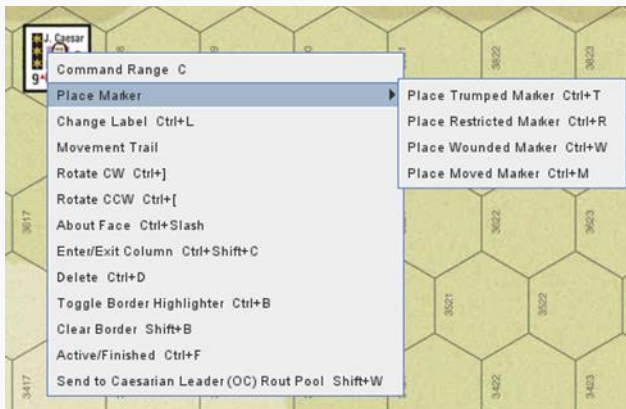 J. Caesar
9
Command Range C
Place Marker
Change Label Ctrl+L
Movement Trail
Rotate CW Ctrl+]
Rotate CCW Ctrl+[
About Face Ctrl+Slash
Enter/Exit Column Ctrl+Shift+C
Delete Ctrl+D
Toggle Border Highlighter Ctrl+B
Clear Border Shift+B
Active/Finished Ctrl+F
Send to Caesarian Leader (OC) Rout Pool Shift+W
Place Trumped Marker Ctrl+T
Place Restricted Marker Ctrl+R
Place Wounded Marker Ctrl+W
Place Moved Marker Ctrl+M
3822
3823
3617
3622
3623
3521
3522
3417
3422
3423